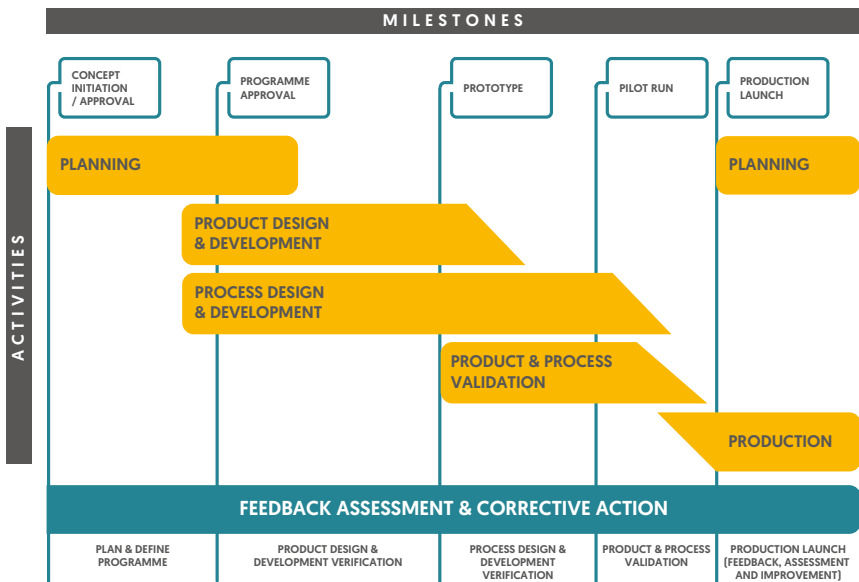 MILESTONES
CONCEPT
INITIATION
/ APPROVAL
PROGRAMME
APPROVAL
PROTOTYPE
PILOT RUN
PRODUCTION
LAUNCH
ACTIVITIES
PLANNING
PLANNING
PRODUCT DESIGN
& DEVELOPMENT
PROCESS DESIGN
& DEVELOPMENT
PRODUCT & PROCESS
VALIDATION
PRODUCTION
FEEDBACK ASSESSMENT & CORRECTIVE ACTION
PLAN & DEFINE
PROGRAMME
PRODUCT DESIGN &
DEVELOPMENT VERIFICATION
PROCESS DESIGN &
DEVELOPMENT
VERIFICATION
PRODUCT & PROCESS
VALIDATION
PRODUCTION LAUNCH
(FEEDBACK, ASSESSMENT
AND IMPROVEMENT)